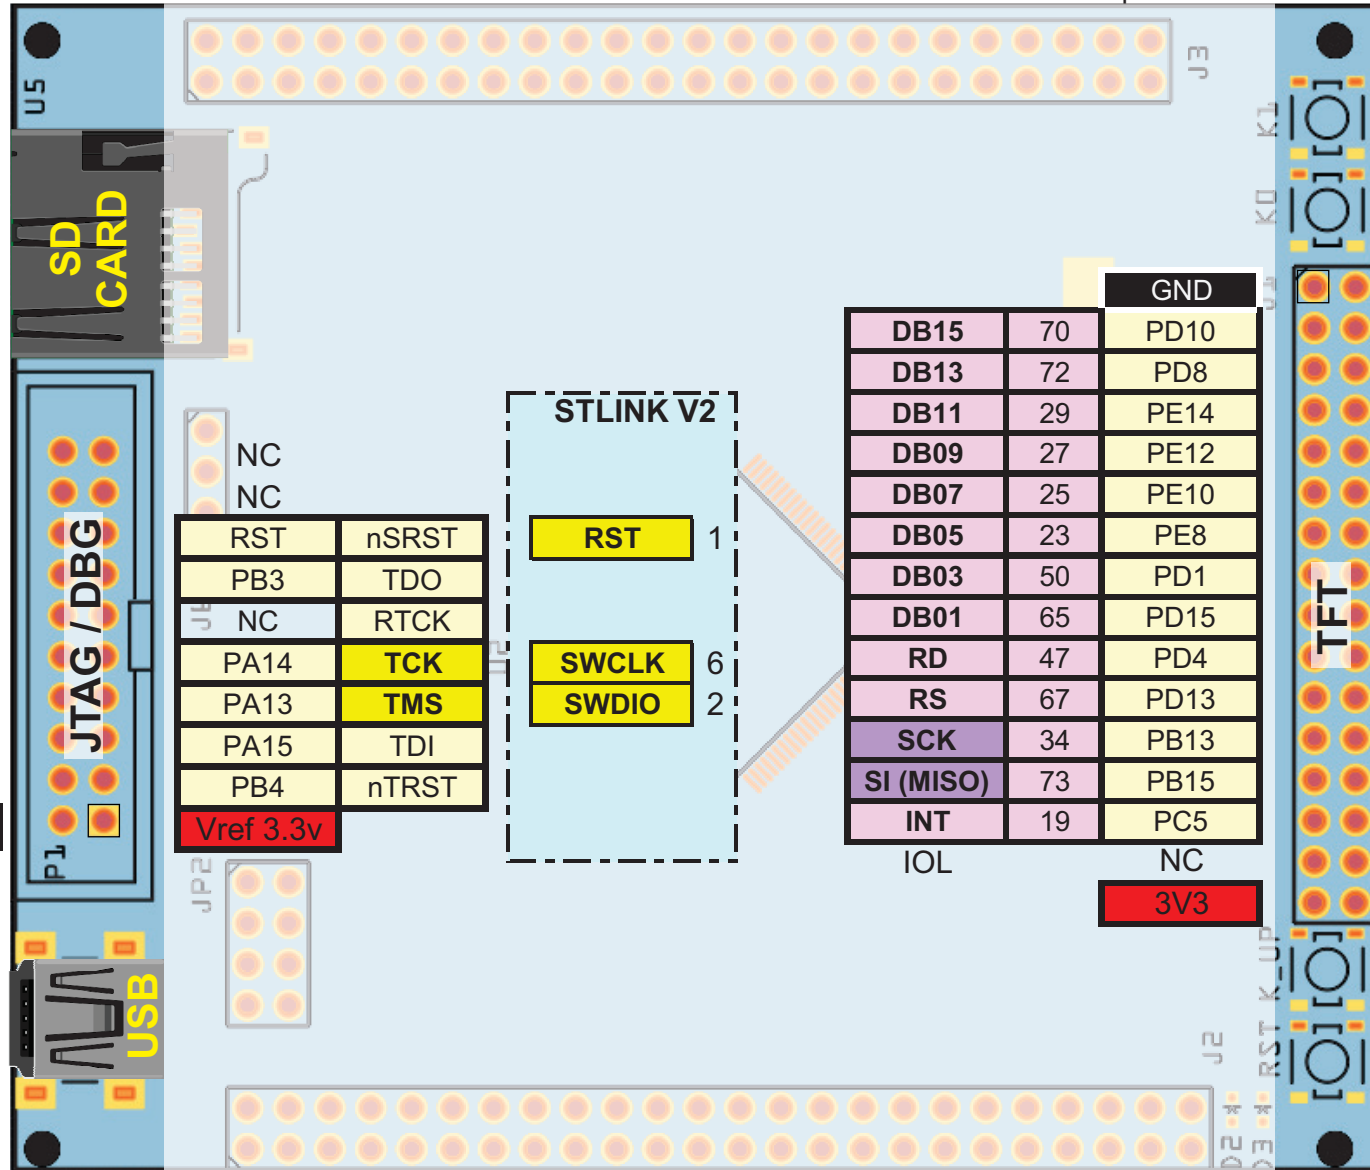 U5
J3
K1
SD
CARD
K0
GND
DB15 70 PD10
DB13 72 PD8
DB11 29 PE14
DB09 27 PE12
DB07 25 PE10
DB05 23 PE8
DB03 50 PD1
DB01 65 PD15
RD 47 PD4
RS 67 PD13
SCK 34 PB13
SI (MISO) 73 PB15
INT 19 PC5
IOL NC
3V3
STLINK V2
RST 1
SWCLK 6
SWDIO 2
NC
NC
RST nSRST
PB3 TDO
NC RTCK
PA14 TCK
PA13 TMS
PA15 TDI
PB4 nTRST
Vref 3.3v
JTAG / DBG
TFT
P1
JP2
USB
K_UP
RST
J2
D2
D3